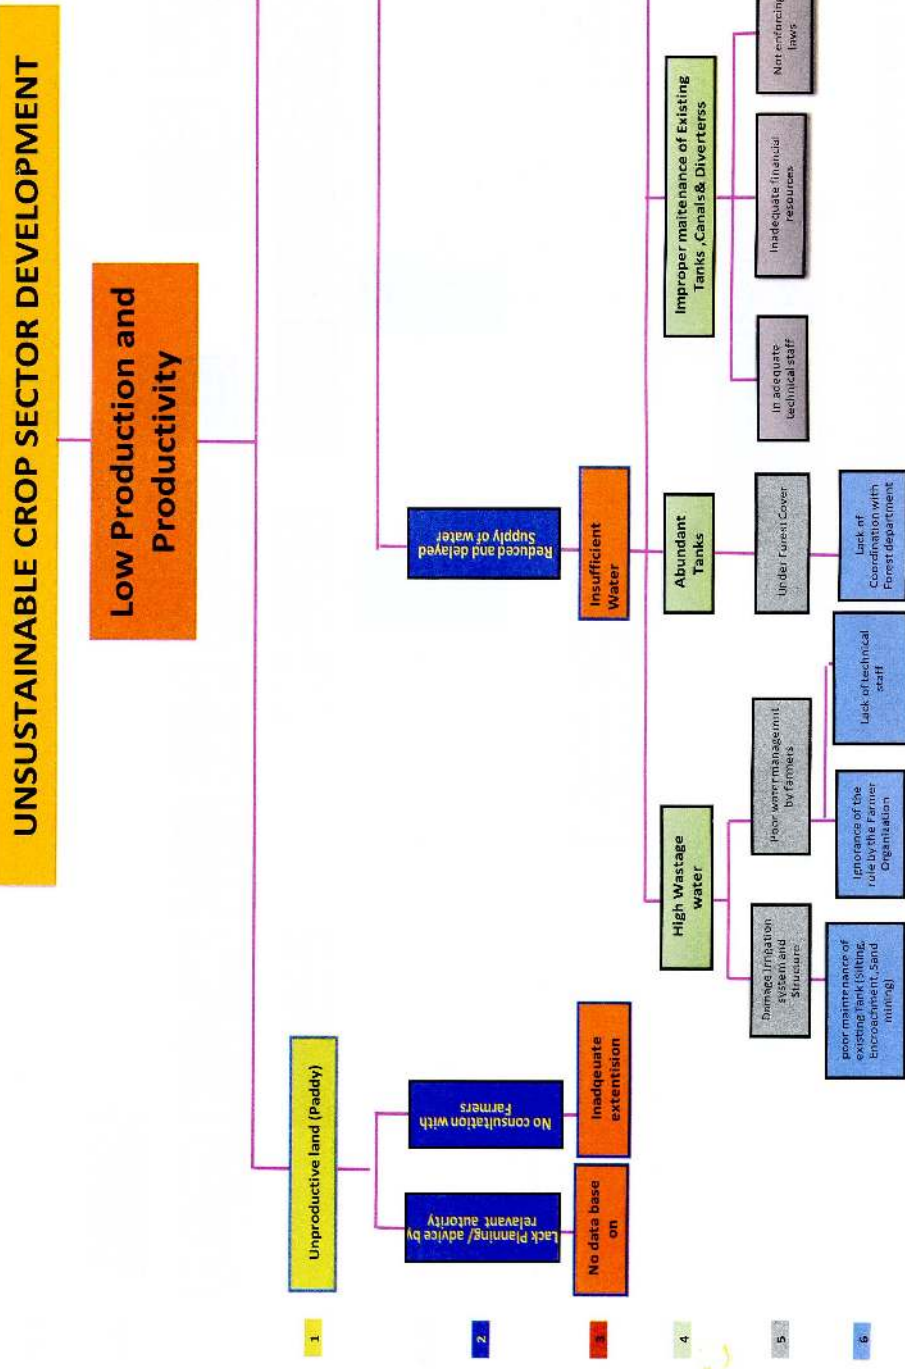 UNSUSTAINABLE CROP SECTOR DEVELOPMENT
Low Production and
Productivity
1
Unproductive land (Paddy)
2
Lack Planning/ advice by
relevant autority
No consultation with
Farmers
Reduced and delayed
Supply of water
3
No data base
on
Inadqeuate
extentision
Insufficient
Water
4
High Wastage
water
Abundant
Tanks
Improper maitenance of Existing
Tanks ,Canals& Diverterss
5
Damage Irrigation
system and
Structure
Poor water management
by farmers
Under Forest Cover
In adequate
technical staff
Inadequate financial
resources
Not enforcing
laws
6
poor maintenance of
existing Tank (Silting,
Encroachment ,Sand
mining)
Ignorance of the
rule by the Farmer
Organization
Lack of technical
staff
Lack of
Coordination with
Forest department